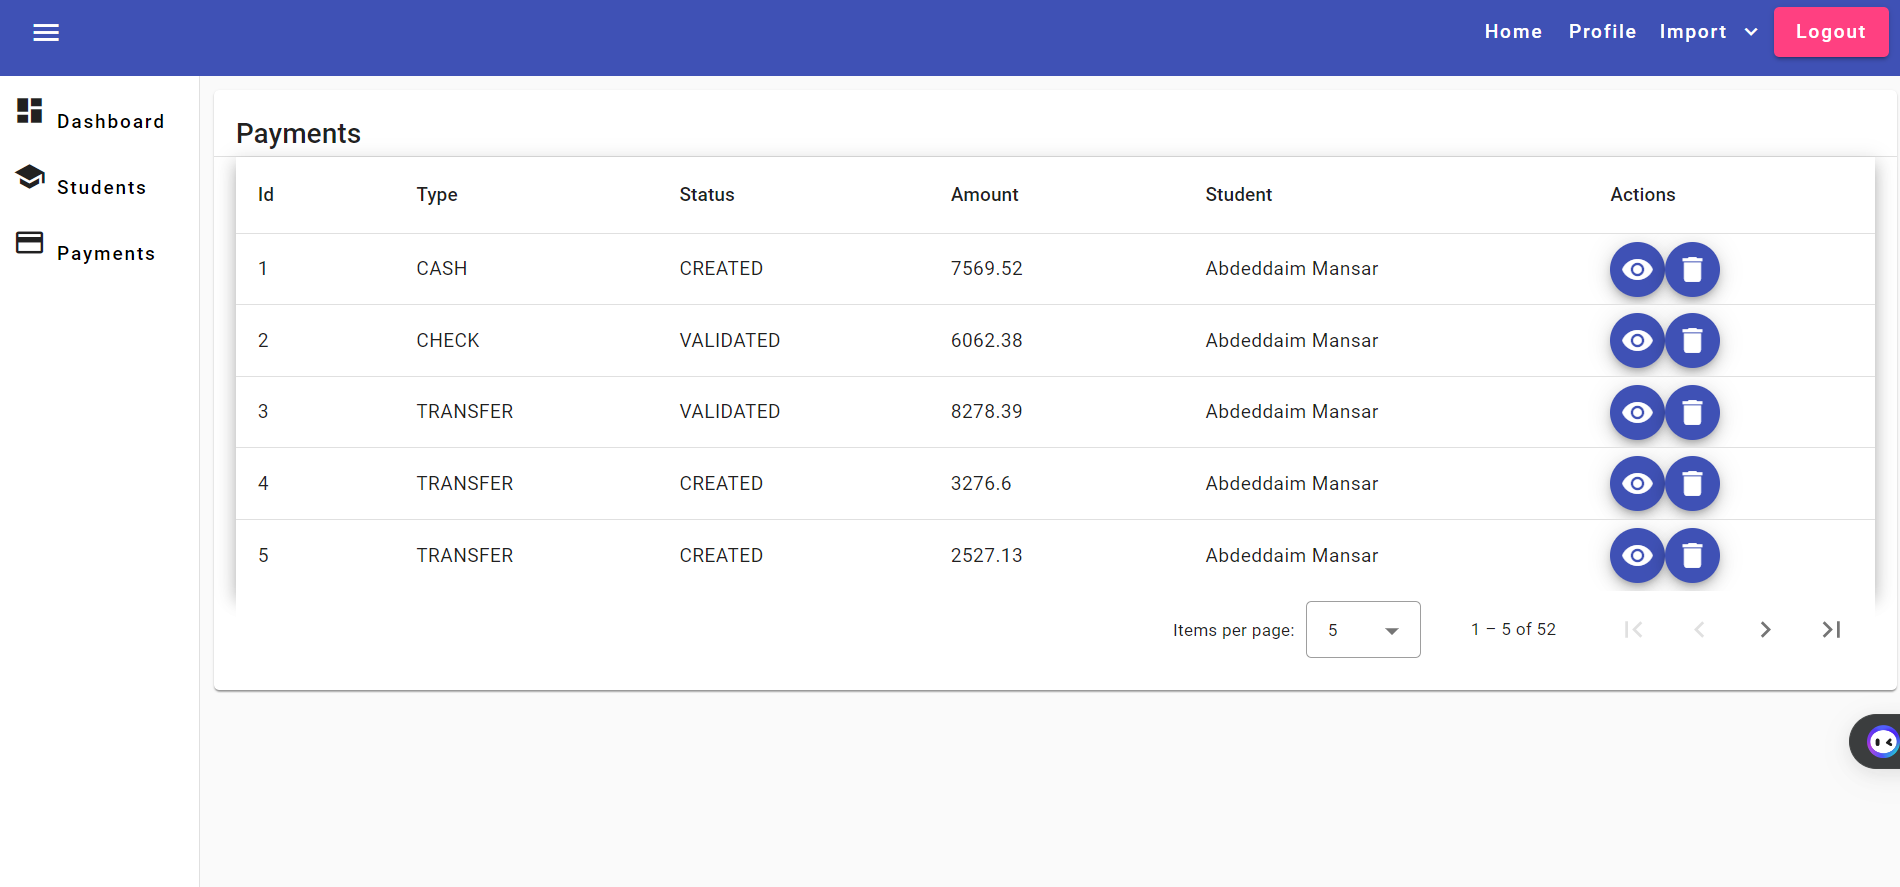 Home Profile Import Logout
Dashboard
Students
Payments
Payments
Id Type Status Amount Student Actions
1 CASH CREATED 7569.52 Abdeddaim Mansar
2 CHECK VALIDATED 6062.38 Abdeddaim Mansar
3 TRANSFER VALIDATED 8278.39 Abdeddaim Mansar
4 TRANSFER CREATED 3276.6 Abdeddaim Mansar
5 TRANSFER CREATED 2527.13 Abdeddaim Mansar
Items per page: 5 1 – 5 of 52